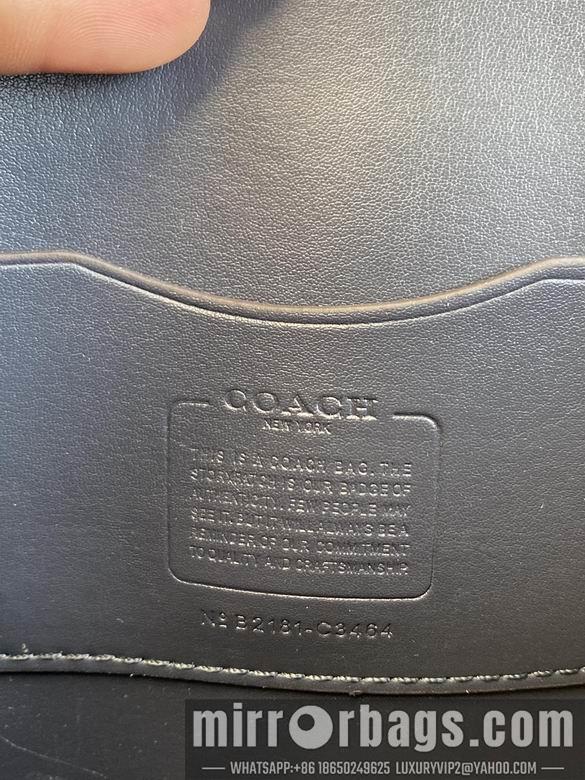 COACH
NEW YORK
THIS IS A COACH BAG. THE
STORYPATCH IS OUR BADGE OF
AUTHENTICITY. FEW PEOPLE MAY
SEE IT, BUT IT WILL ALWAYS BE A
REMINDER OF OUR COMMITMENT
TO QUALITY AND CRAFTSMANSHIP.
Nº B2181-C3464
mirrorbags.com
WHATSAPP:+86 18650249625 LUXURYVIP2@YAHOO.COM